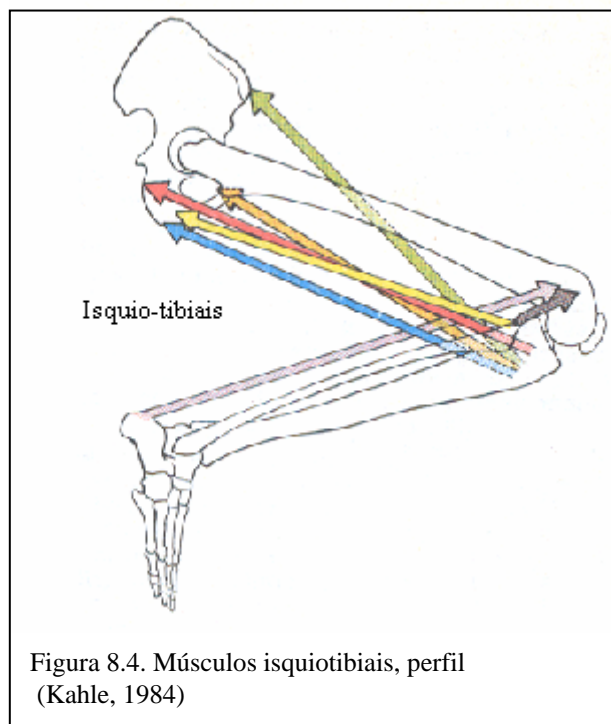 Isquio-tibiais
Figura 8.4. Músculos isquiotibiais, perfil
(Kahle, 1984)